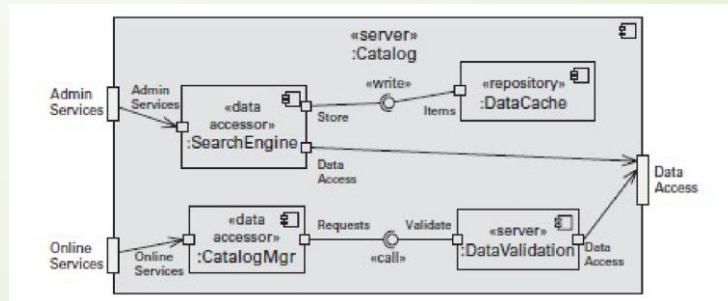 «server»
:Catalog
Admin
Services
Admin
Services
«data
accessor»
:SearchEngine
Store
«write»
Items
«repository»
:DataCache
Data
Access
Data
Access
Online
Services
Online
Services
«data
accessor»
:CatalogMgr
Requests
«call»
Validate
«server»
:DataValidation
Data
Access